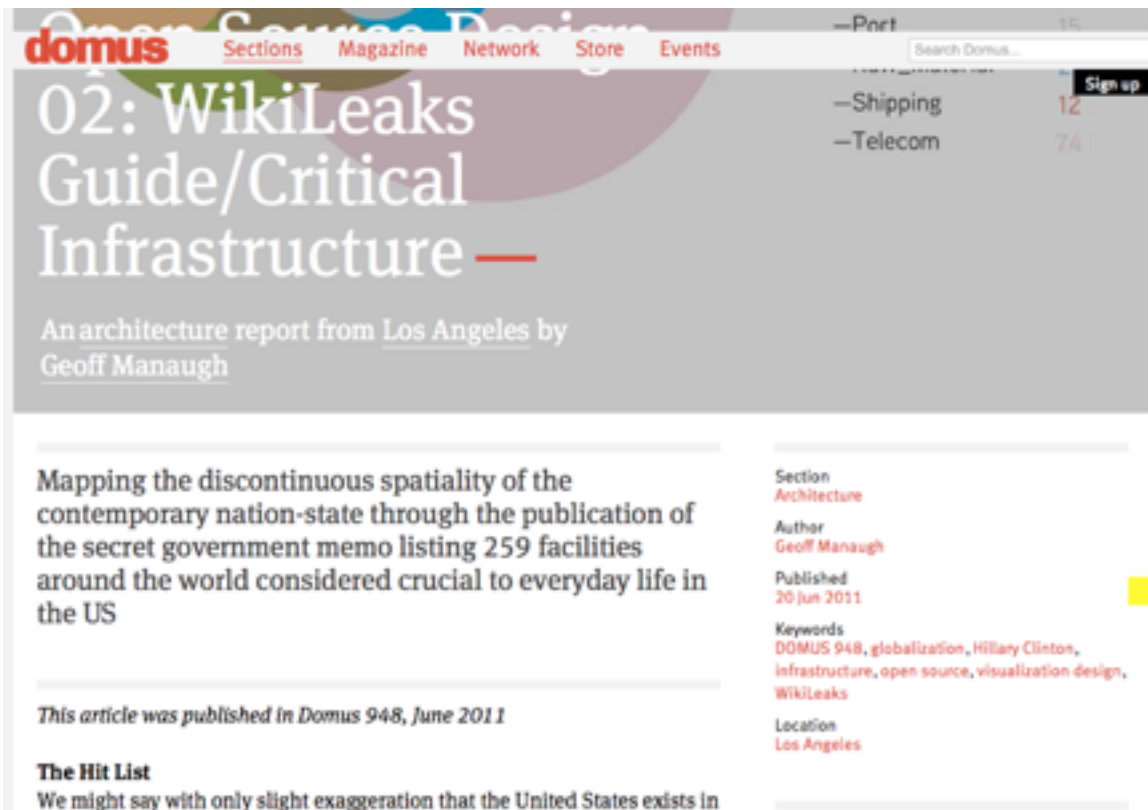 Open Source Design
—Port 15
domus Sections Magazine Network Store Events Search Domus...
—Raw_Material
Sign up
02: WikiLeaks
—Shipping 12
Guide/Critical
—Telecom 74
Infrastructure —
An architecture report from Los Angeles by
Geoff Manaugh
Mapping the discontinuous spatiality of the
contemporary nation-state through the publication of
the secret government memo listing 259 facilities
around the world considered crucial to everyday life in
the US
This article was published in Domus 948, June 2011
The Hit List
We might say with only slight exaggeration that the United States exists in
Section
Architecture
Author
Geoff Manaugh
Published
20 Jun 2011
Keywords
DOMUS 948, globalization, Hillary Clinton,
infrastructure, open source, visualization design,
WikiLeaks
Location
Los Angeles